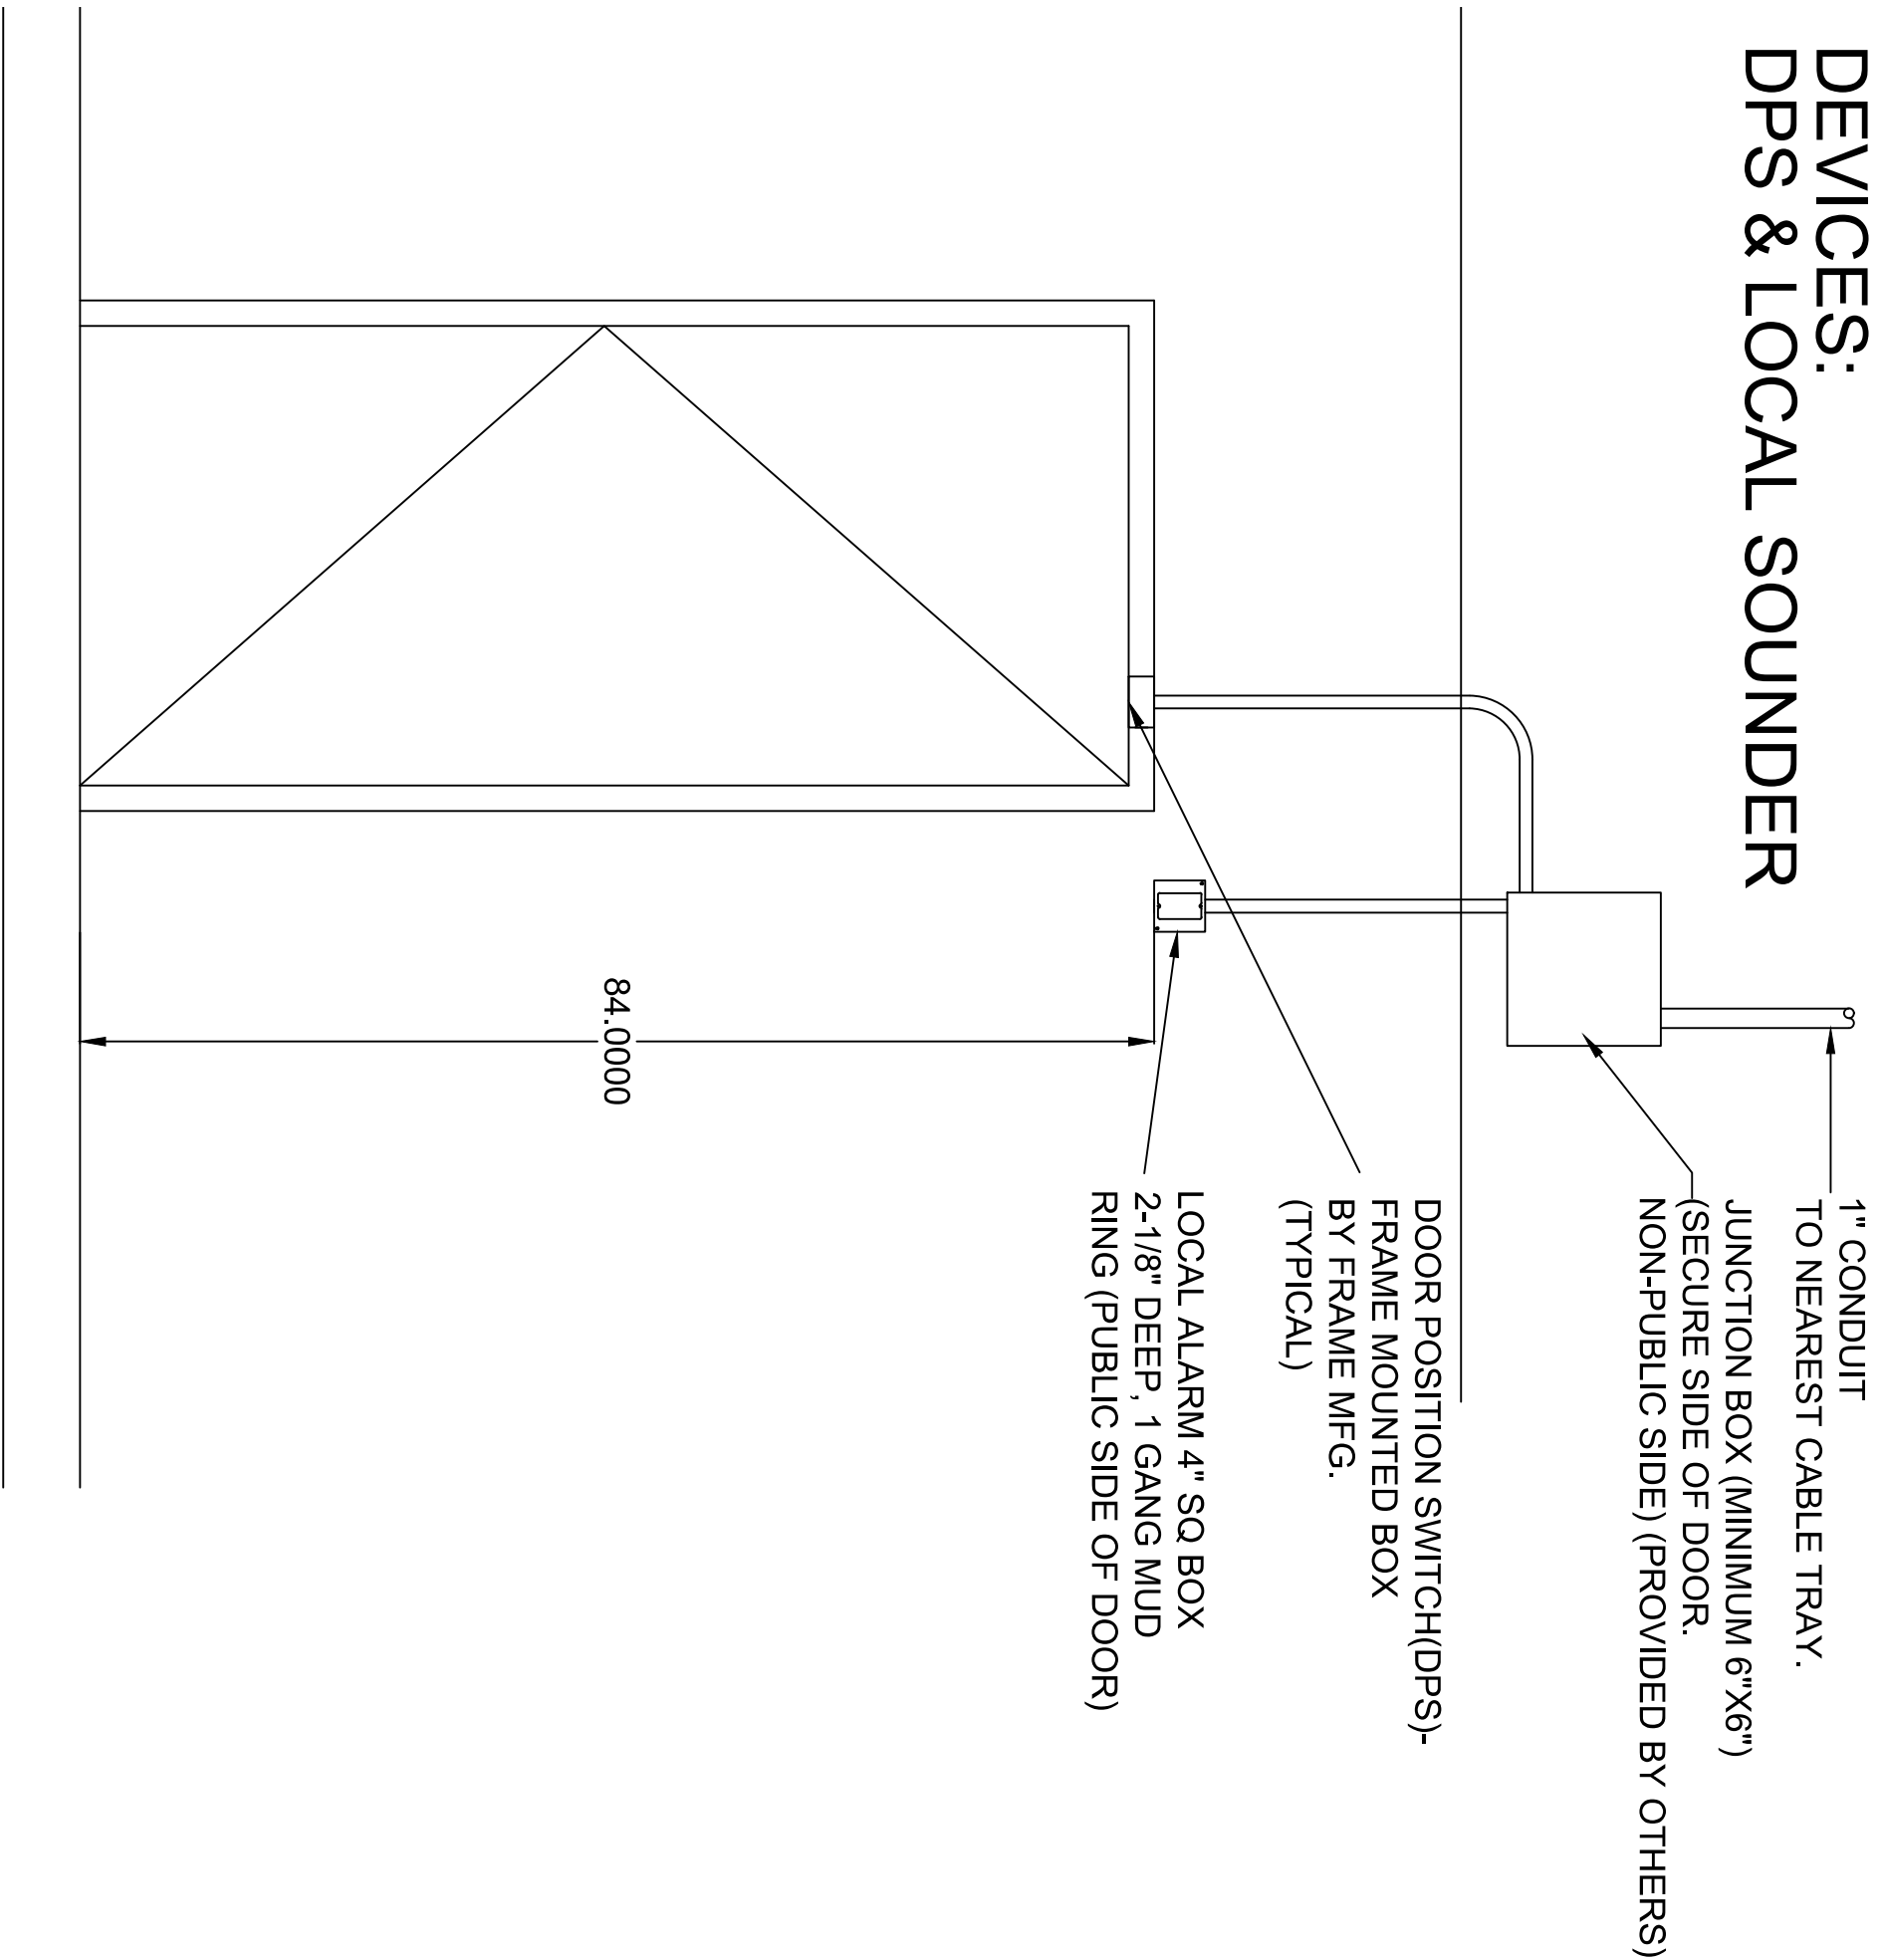 DEVICES:
DPS & LOCAL SOUNDER
1" CONDUIT
TO NEAREST CABLE TRAY.
JUNCTION BOX (MINIMUM 6"X6")
(SECURE SIDE OF DOOR.
NON-PUBLIC SIDE) (PROVIDED BY OTHERS)
DOOR POSITION SWITCH(DPS)-
FRAME MOUNTED BOX
BY FRAME MFG.
(TYPICAL)
LOCAL ALARM 4" SQ BOX
2-1/8" DEEP, 1 GANG MUD
RING (PUBLIC SIDE OF DOOR)
84.0000